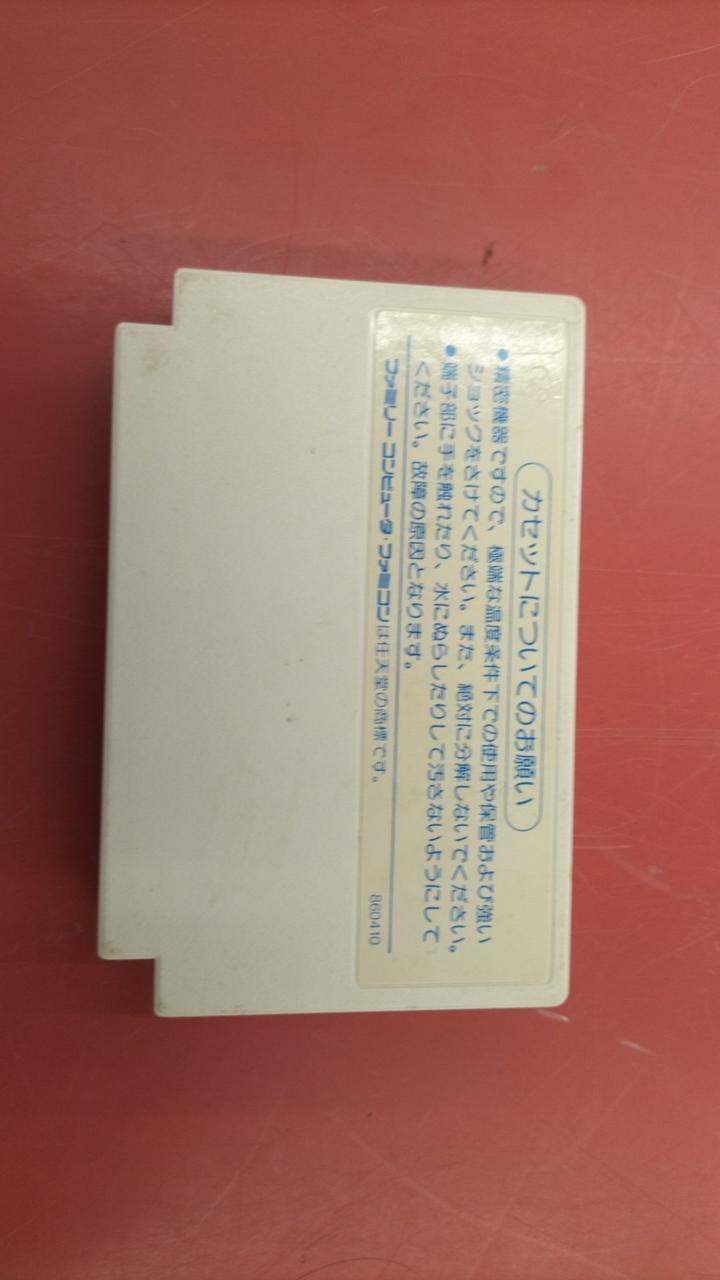 カセットについてのお願い
●精密機器ですので、極端な温度条件下での使用や保管および強い
ショックをさけてください。また、絶対に分解しないでください。
●端子部に手を触れたり、水にぬらしたりして汚さないようにして
ください。故障の原因となります。
ファミリーコンピュータ・ファミコンは任天堂の商標です。
860410